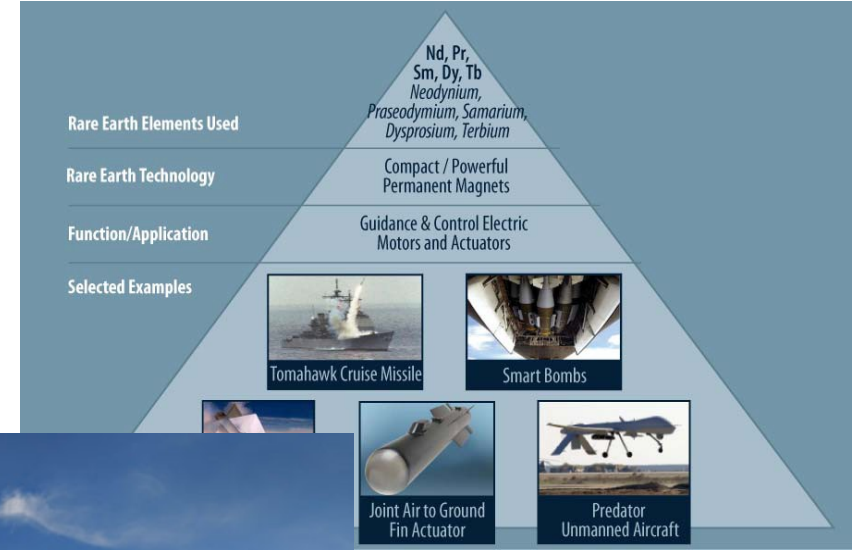 Nd, Pr,
Sm, Dy, Tb
Neodynium,
Praseodymium, Samarium,
Dysprosium, Terbium
Rare Earth Elements Used
Compact / Powerful
Permanent Magnets
Rare Earth Technology
Guidance & Control Electric
Motors and Actuators
Function/Application
Selected Examples
Tomahawk Cruise Missile
Smart Bombs
Joint Air to Ground
Fin Actuator
Predator
Unmanned Aircraft